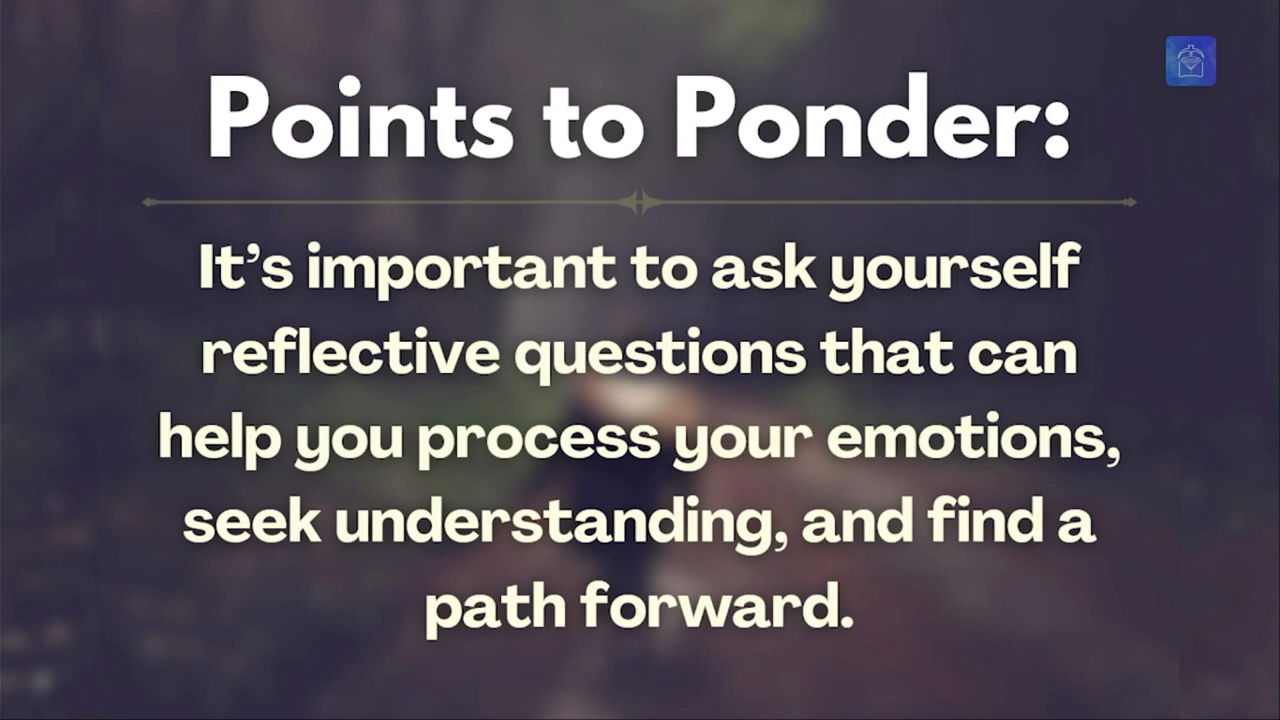 Points to Ponder:
It’s important to ask yourself
reflective questions that can
help you process your emotions,
seek understanding, and find a
path forward.